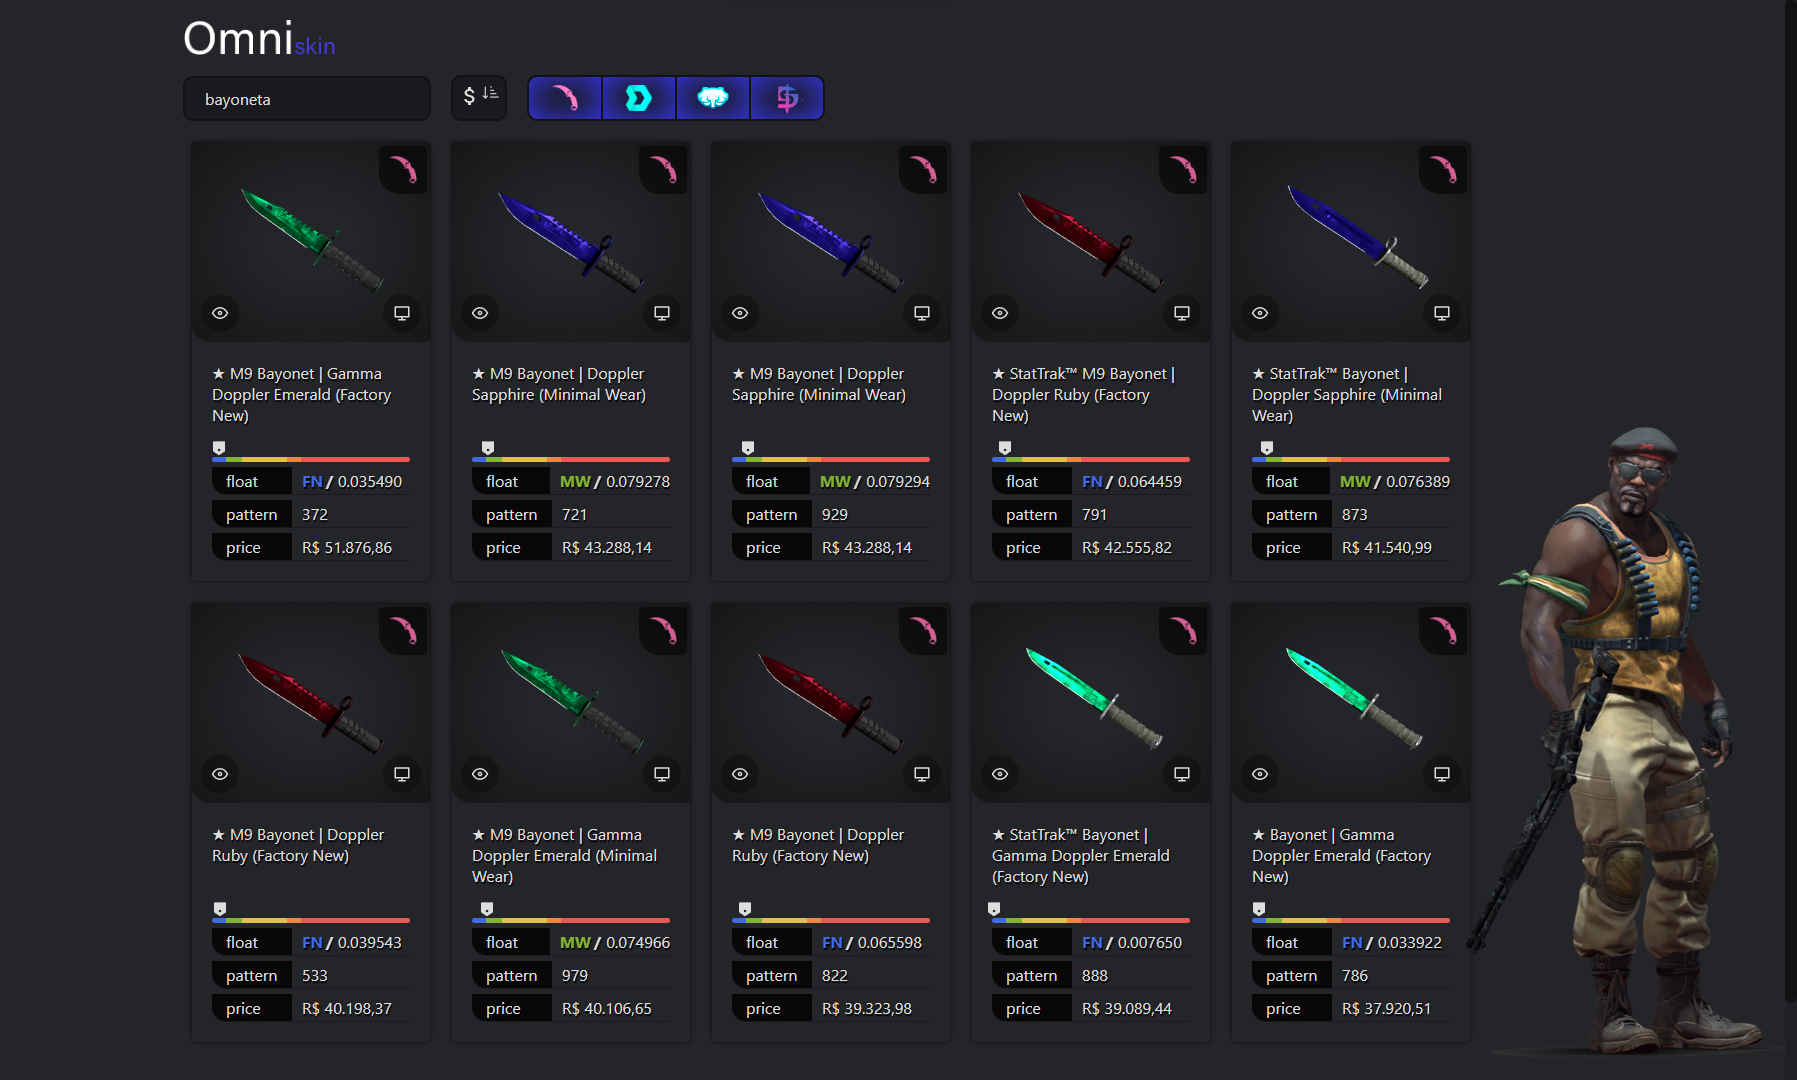 Omniskin
bayoneta
$
★ M9 Bayonet | Gamma
Doppler Emerald (Factory
New)
float FN / 0.035490
pattern 372
price R$ 51.876,86
★ M9 Bayonet | Doppler
Sapphire (Minimal Wear)
float MW / 0.079278
pattern 721
price R$ 43.288,14
★ M9 Bayonet | Doppler
Sapphire (Minimal Wear)
float MW / 0.079294
pattern 929
price R$ 43.288,14
★ StatTrak™ M9 Bayonet |
Doppler Ruby (Factory
New)
float FN / 0.064459
pattern 791
price R$ 42.555,82
★ StatTrak™ Bayonet |
Doppler Sapphire (Minimal
Wear)
float MW / 0.076389
pattern 873
price R$ 41.540,99
★ M9 Bayonet | Doppler
Ruby (Factory New)
float FN / 0.039543
pattern 533
price R$ 40.198,37
★ M9 Bayonet | Gamma
Doppler Emerald (Minimal
Wear)
float MW / 0.074966
pattern 979
price R$ 40.106,65
★ M9 Bayonet | Doppler
Ruby (Factory New)
float FN / 0.065598
pattern 822
price R$ 39.323,98
★ StatTrak™ Bayonet |
Gamma Doppler Emerald
(Factory New)
float FN / 0.007650
pattern 888
price R$ 39.089,44
★ Bayonet | Gamma
Doppler Emerald (Factory
New)
float FN / 0.033922
pattern 786
price R$ 37.920,51